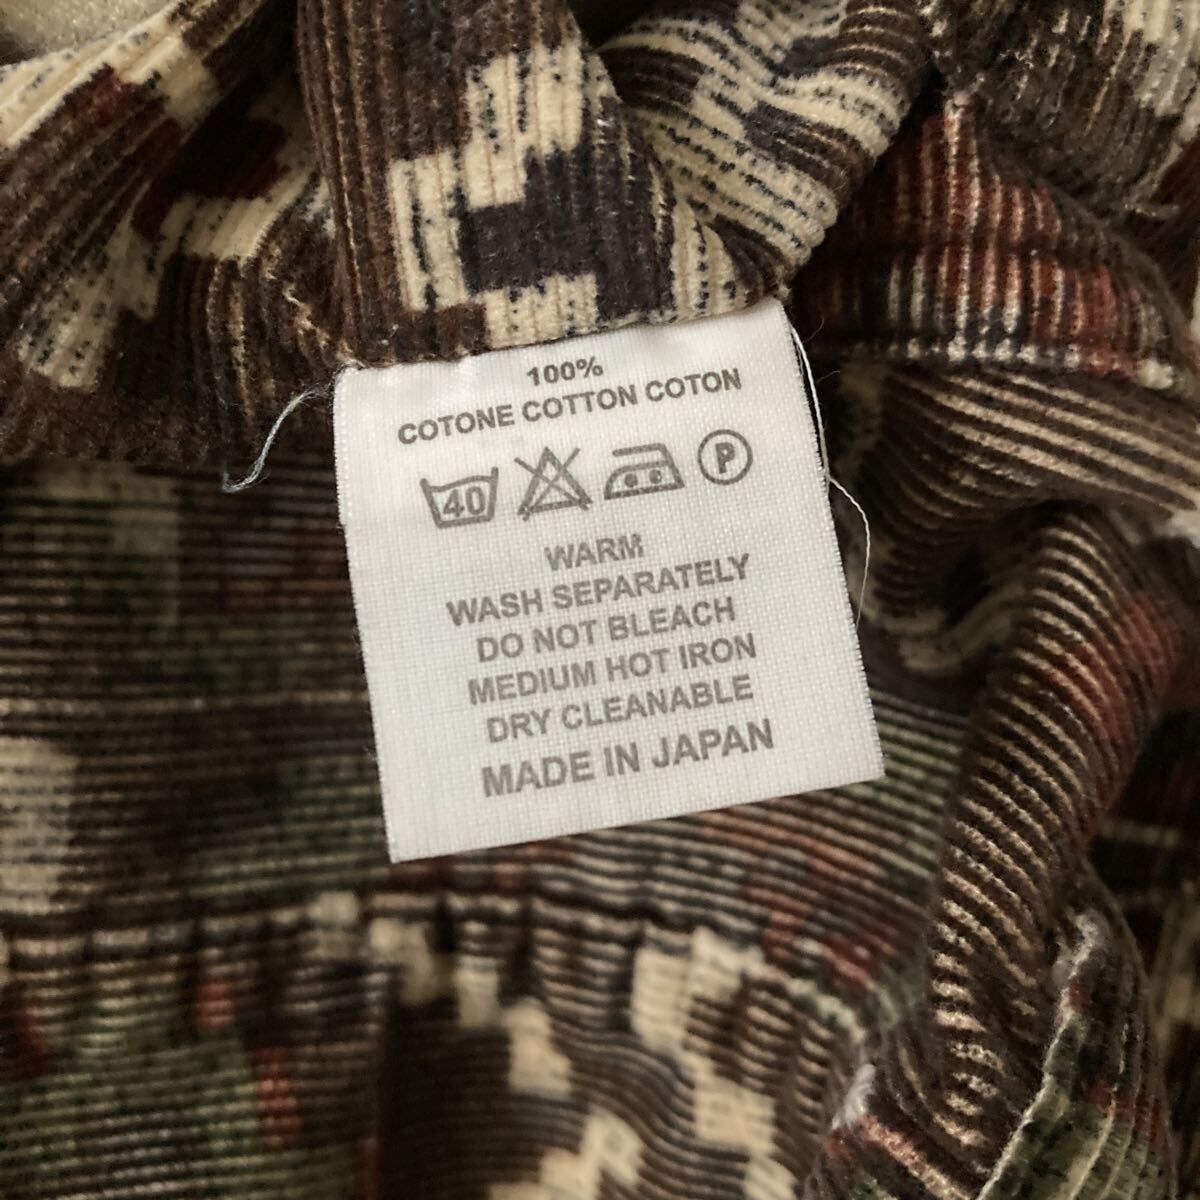 100%
COTONE COTTON COTON
40 P
WARM
WASH SEPARATELY
DO NOT BLEACH
MEDIUM HOT IRON
DRY CLEANABLE
MADE IN JAPAN